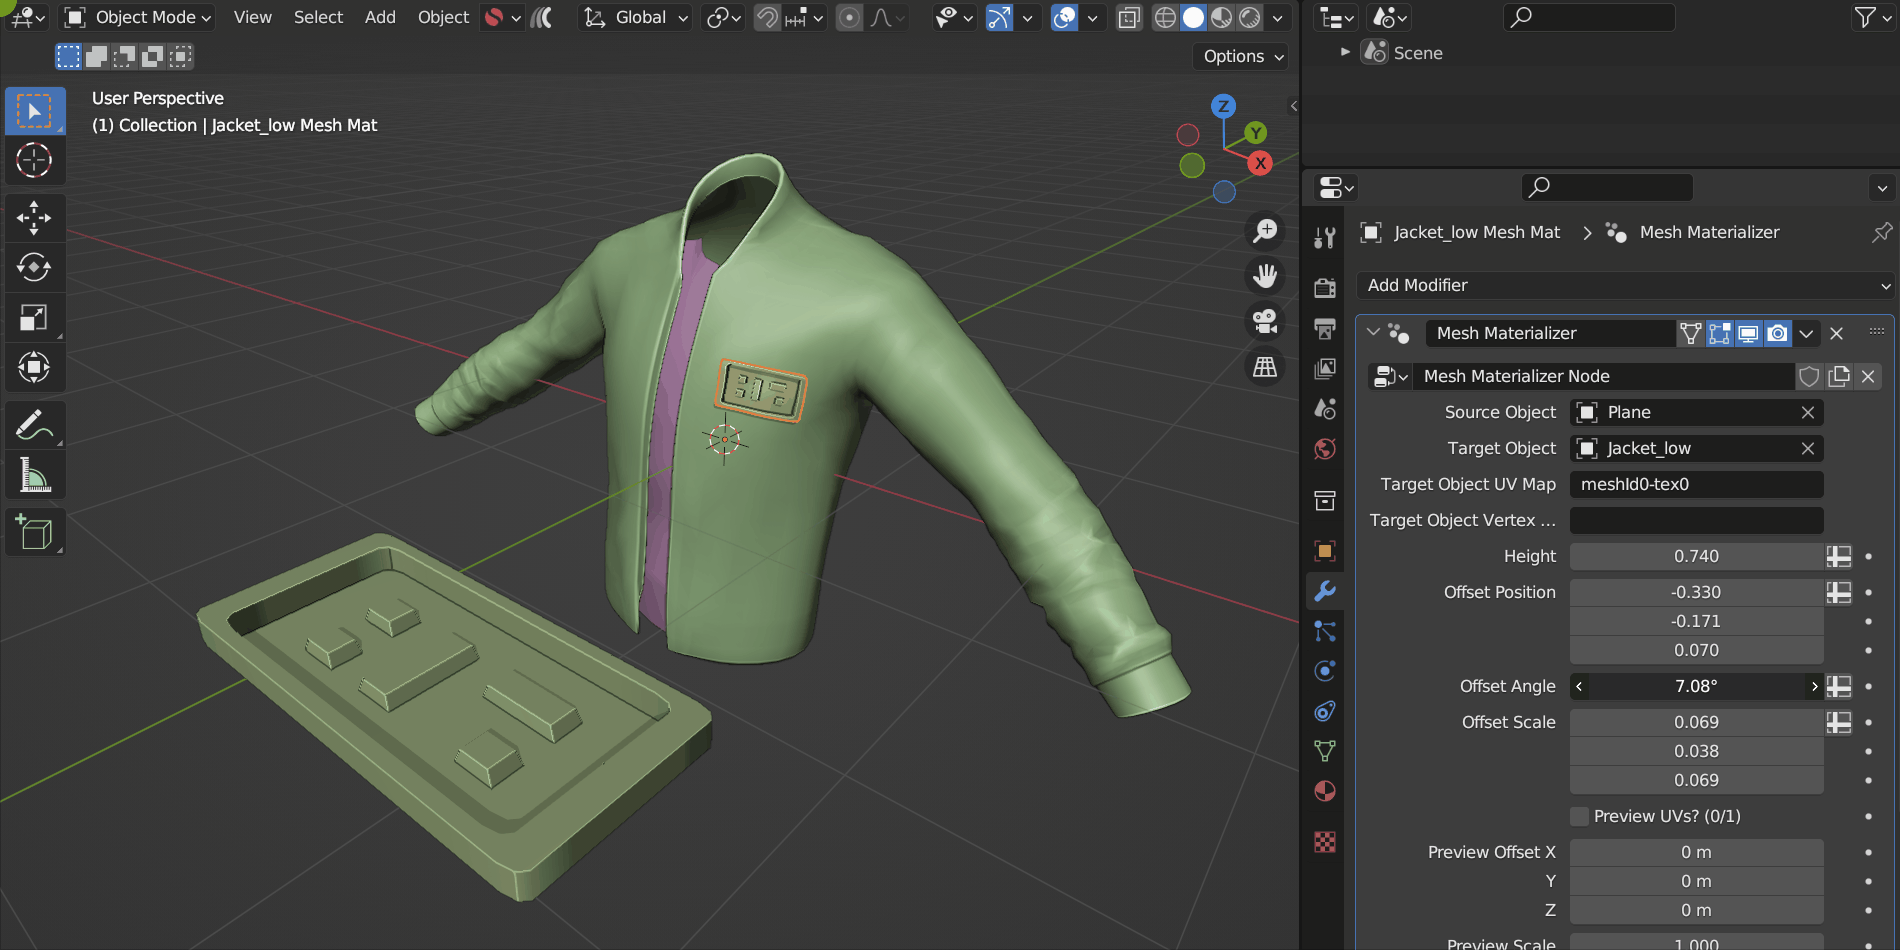 Object Mode View Select Add Object Global
Options
User Perspective
(1) Collection | Jacket_low Mesh Mat
Z
Y
X
Scene
Jacket_low Mesh Mat > Mesh Materializer
Add Modifier
Mesh Materializer
Mesh Materializer Node
Source Object Plane
Target Object Jacket_low
Target Object UV Map meshId0-tex0
Target Object Vertex ...
Height 0.740
Offset Position -0.330
-0.171
0.070
Offset Angle 7.08°
Offset Scale 0.069
0.038
0.069
Preview UVs? (0/1)
Preview Offset X 0 m
Y 0 m
Z 0 m
Preview Scale 1.000